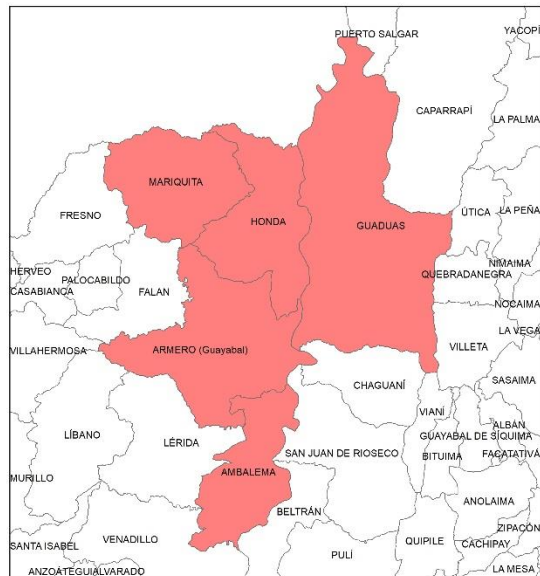 PUERTO SALGAR
YACOPÍ
CAPARRAPÍ
LA PALMA
MARIQUITA
FRESNO
HONDA
GUADUAS
ÚTICA
LA PEÑA
HERVEO
PALOCABILDO
CASABIANCA
FALAN
NIMAIMA
QUEBRADANEGRA
NOCAIMA
LA VEGA
VILLAHERMOSA
ARMERO (Guayabal)
VILLETA
CHAGUANÍ
SASAIMA
VIANÍ
ALBÁN
LÍBANO
LÉRIDA
GUAYABAL DE SÍQUIMA
SAN JUAN DE RIOSECO
BITUIMA
FACATATIVÁ
MURILLO
AMBALEMA
BELTRÁN
ANOLAIMA
ZIPACÓN
SANTA ISABEL
VENADILLO
PULÍ
QUIPILE
CACHIPAY
ANZOÁTEGUI
ALVARADO
LA MESA